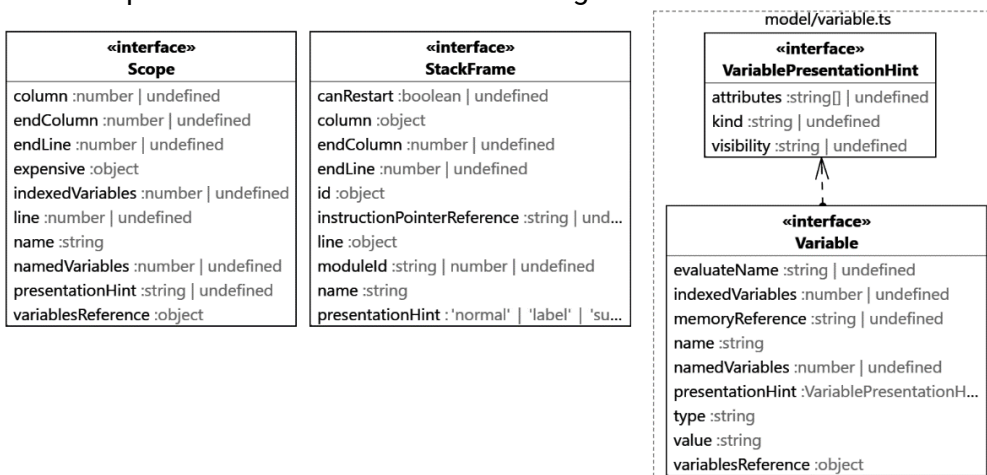 «interface»
Scope
column :number | undefined
endColumn :number | undefined
endLine :number | undefined
expensive :object
indexedVariables :number | undefined
line :number | undefined
name :string
namedVariables :number | undefined
presentationHint :string | undefined
variablesReference :object
«interface»
StackFrame
canRestart :boolean | undefined
column :object
endColumn :number | undefined
endLine :number | undefined
id :object
instructionPointerReference :string | und...
line :object
moduleId :string | number | undefined
name :string
presentationHint :'normal' | 'label' | 'su...
model/variable.ts
«interface»
VariablePresentationHint
attributes :string[] | undefined
kind :string | undefined
visibility :string | undefined
«interface»
Variable
evaluateName :string | undefined
indexedVariables :number | undefined
memoryReference :string | undefined
name :string
namedVariables :number | undefined
presentationHint :VariablePresentationH...
type :string
value :string
variablesReference :object